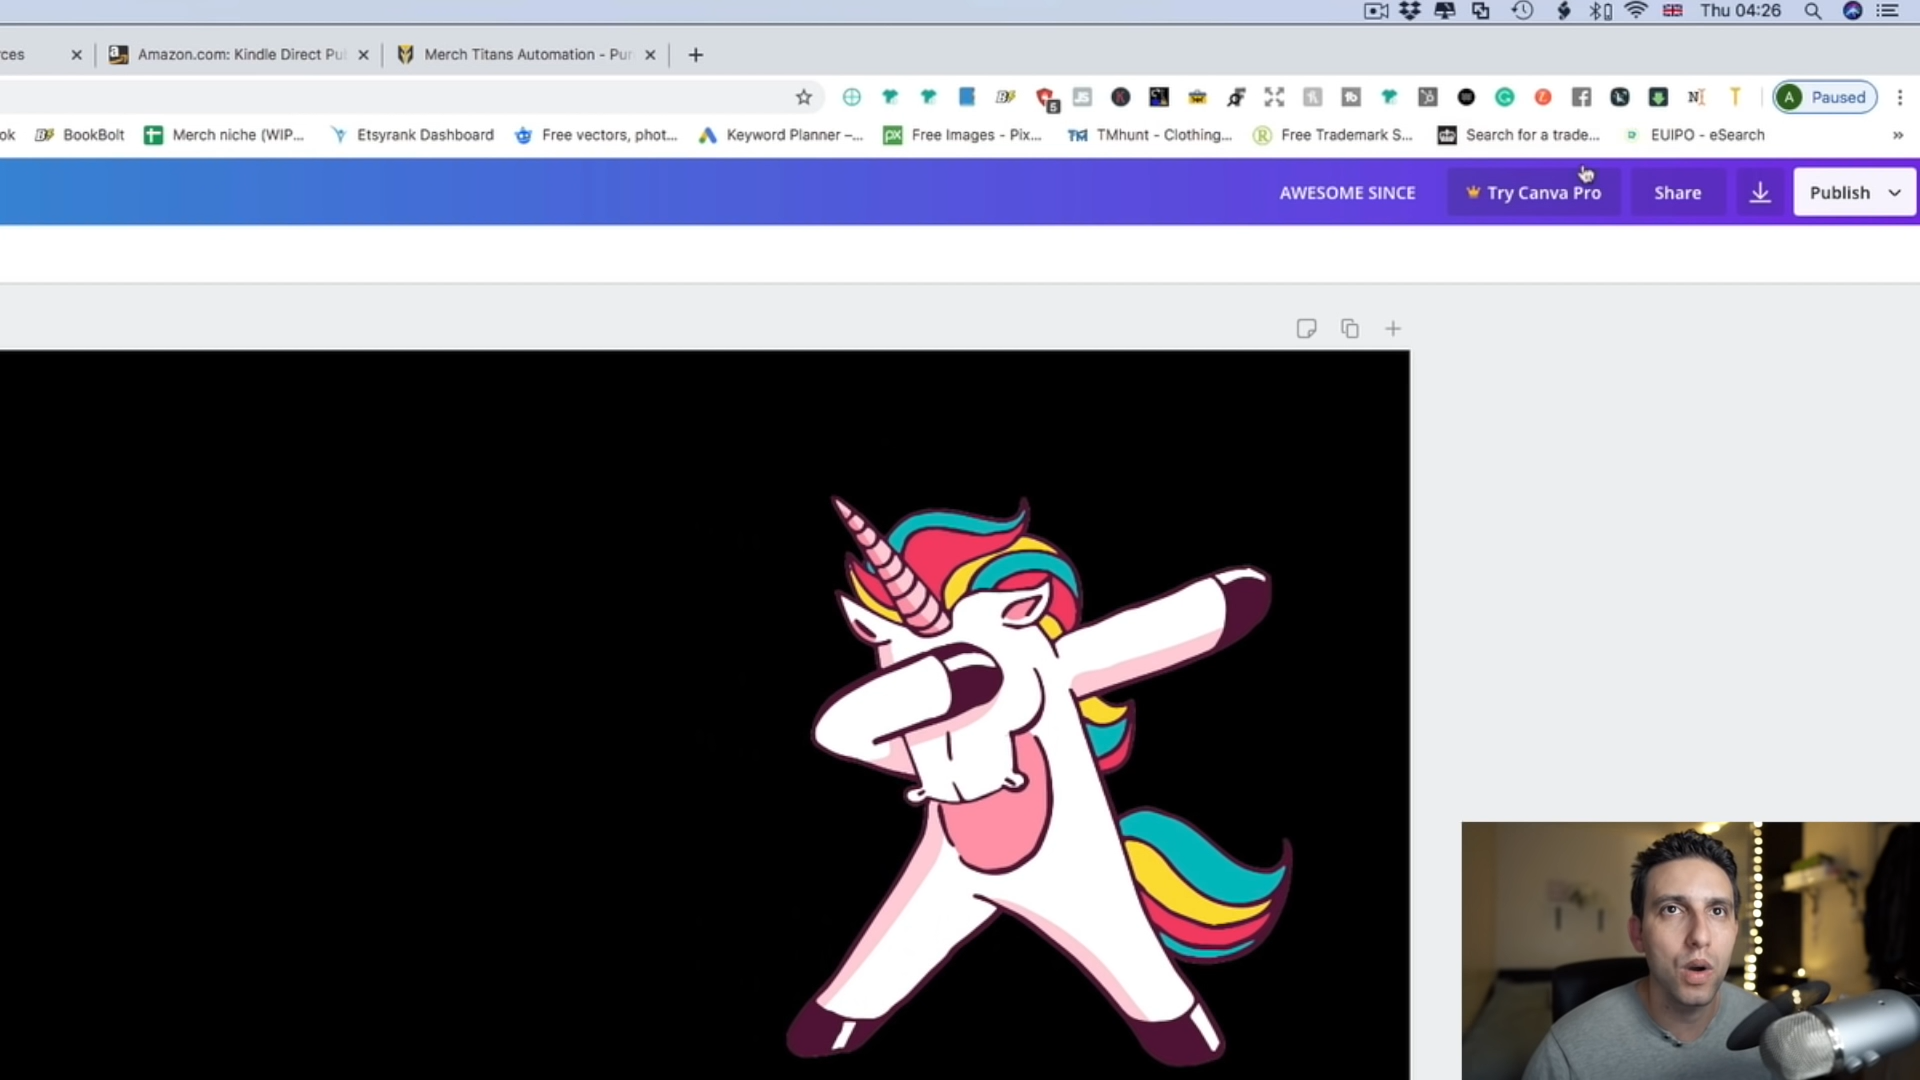 Thu 04:26
rces
Amazon.com: Kindle Direct Pu
Merch Titans Automation - Pur
5
A Paused
ok
BookBolt
Merch niche (WIP...
Etsyrank Dashboard
Free vectors, phot...
Keyword Planner –...
Free Images - Pix...
TMhunt - Clothing...
Free Trademark S...
Search for a trade...
EUIPO - eSearch
AWESOME SINCE
Try Canva Pro
Share
Publish